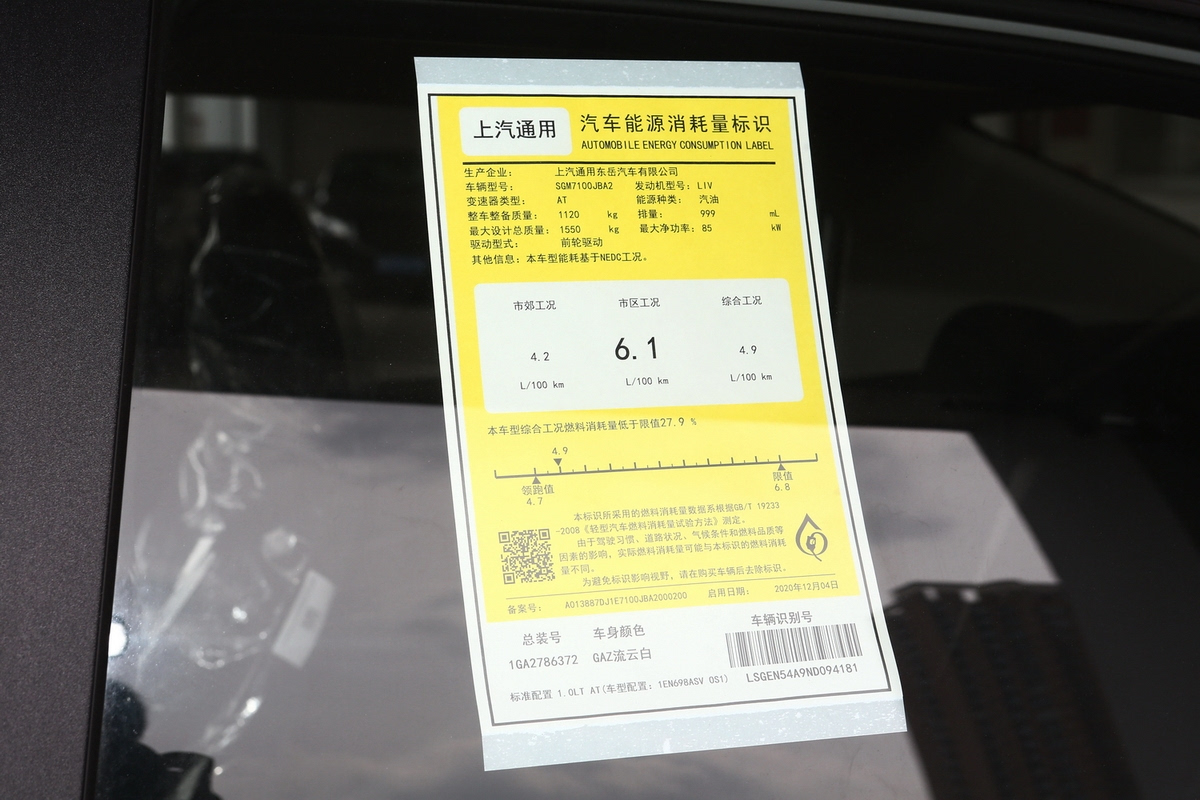 上汽通用
汽车能源消耗量标识
AUTOMOBILE ENERGY CONSUMPTION LABEL
生产企业： 上汽通用东岳汽车有限公司
车辆型号： SGM7100JBA2 发动机型号： LIV
变速器类型： AT 能源种类： 汽油
整车整备质量： 1120 kg 排量： 999 mL
最大设计总质量： 1550 kg 最大净功率： 85 kW
驱动型式： 前轮驱动
其他信息： 本车型能耗基于NEDC工况。
市郊工况 市区工况 综合工况
4.2 6.1 4.9
L/100 km L/100 km L/100 km
本车型综合工况燃料消耗量低于限值27.9 %
4.9
领跑值 限值
4.7 6.8
本标识所采用的燃料消耗量数据系根据GB/T 19233
-2008《轻型汽车燃料消耗量试验方法》测定。
由于驾驶习惯、道路状况、气候条件和燃料品质等
因素的影响，实际燃料消耗量可能与本标识的燃料消耗
量不同。
为避免标识影响视野，请在购买车辆后去除标识。
备案号： A013887DJ1E7100JBA2000200 启用日期： 2020年12月04日
总装号 车身颜色 车辆识别号
1GA2786372 GAZ流云白
标准配置 1.0LT AT(车型配置：1EN698ASV 0S1) LSGEN54A9ND094181